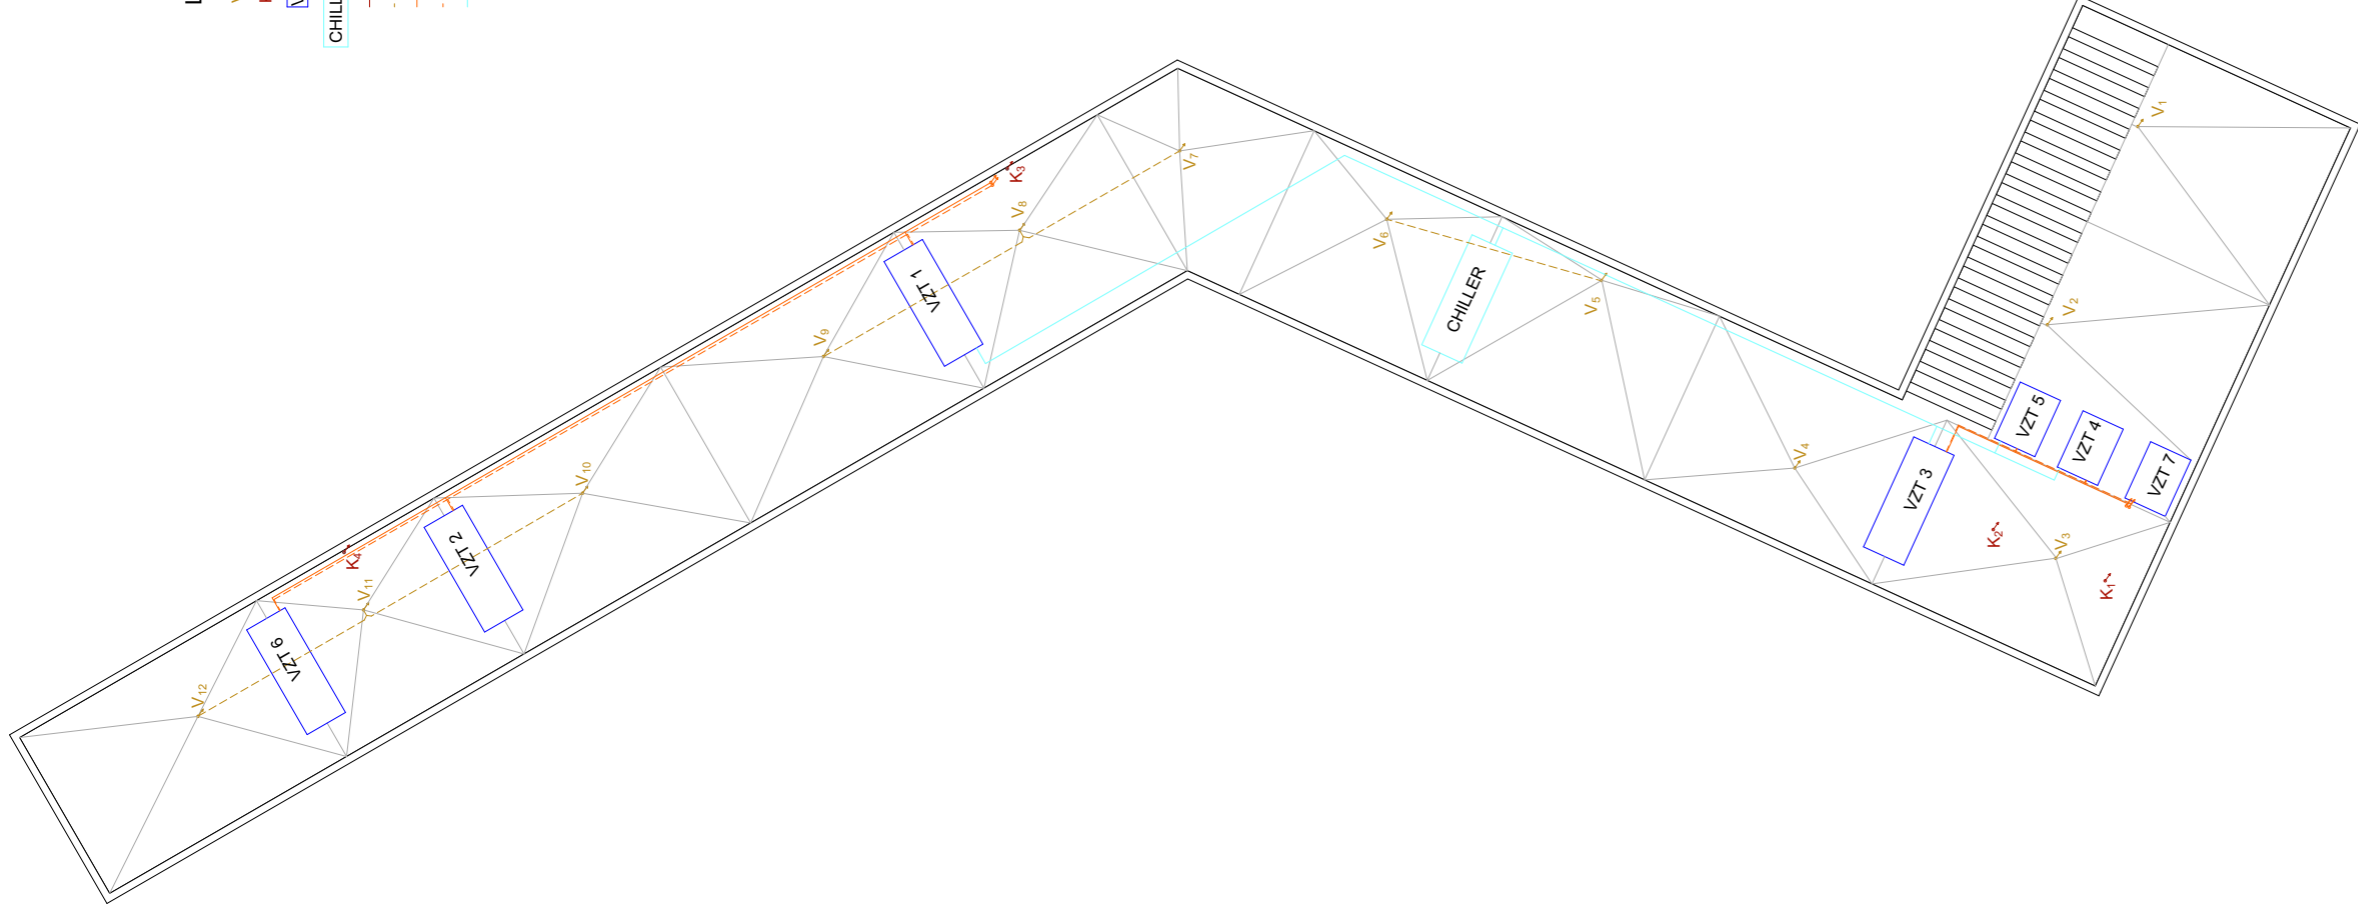 CHILL
V₁
V₂
V₃
V₄
V₅
V₆
V₇
V₈
V₉
V₁₀
V₁₁
V₁₂
K₁
K₂
K₃
K₄
VZT 1
VZT 2
VZT 3
VZT 4
VZT 5
VZT 6
VZT 7
CHILLER